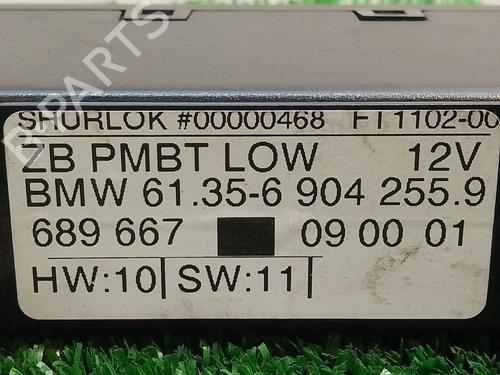 B-PARTS
SHURLOK #00000468 FT1102-00
ZB PMBT LOW 12V
BMW 61.35-6 904 255.9
689 667 09 00 01
HW:10 SW:11